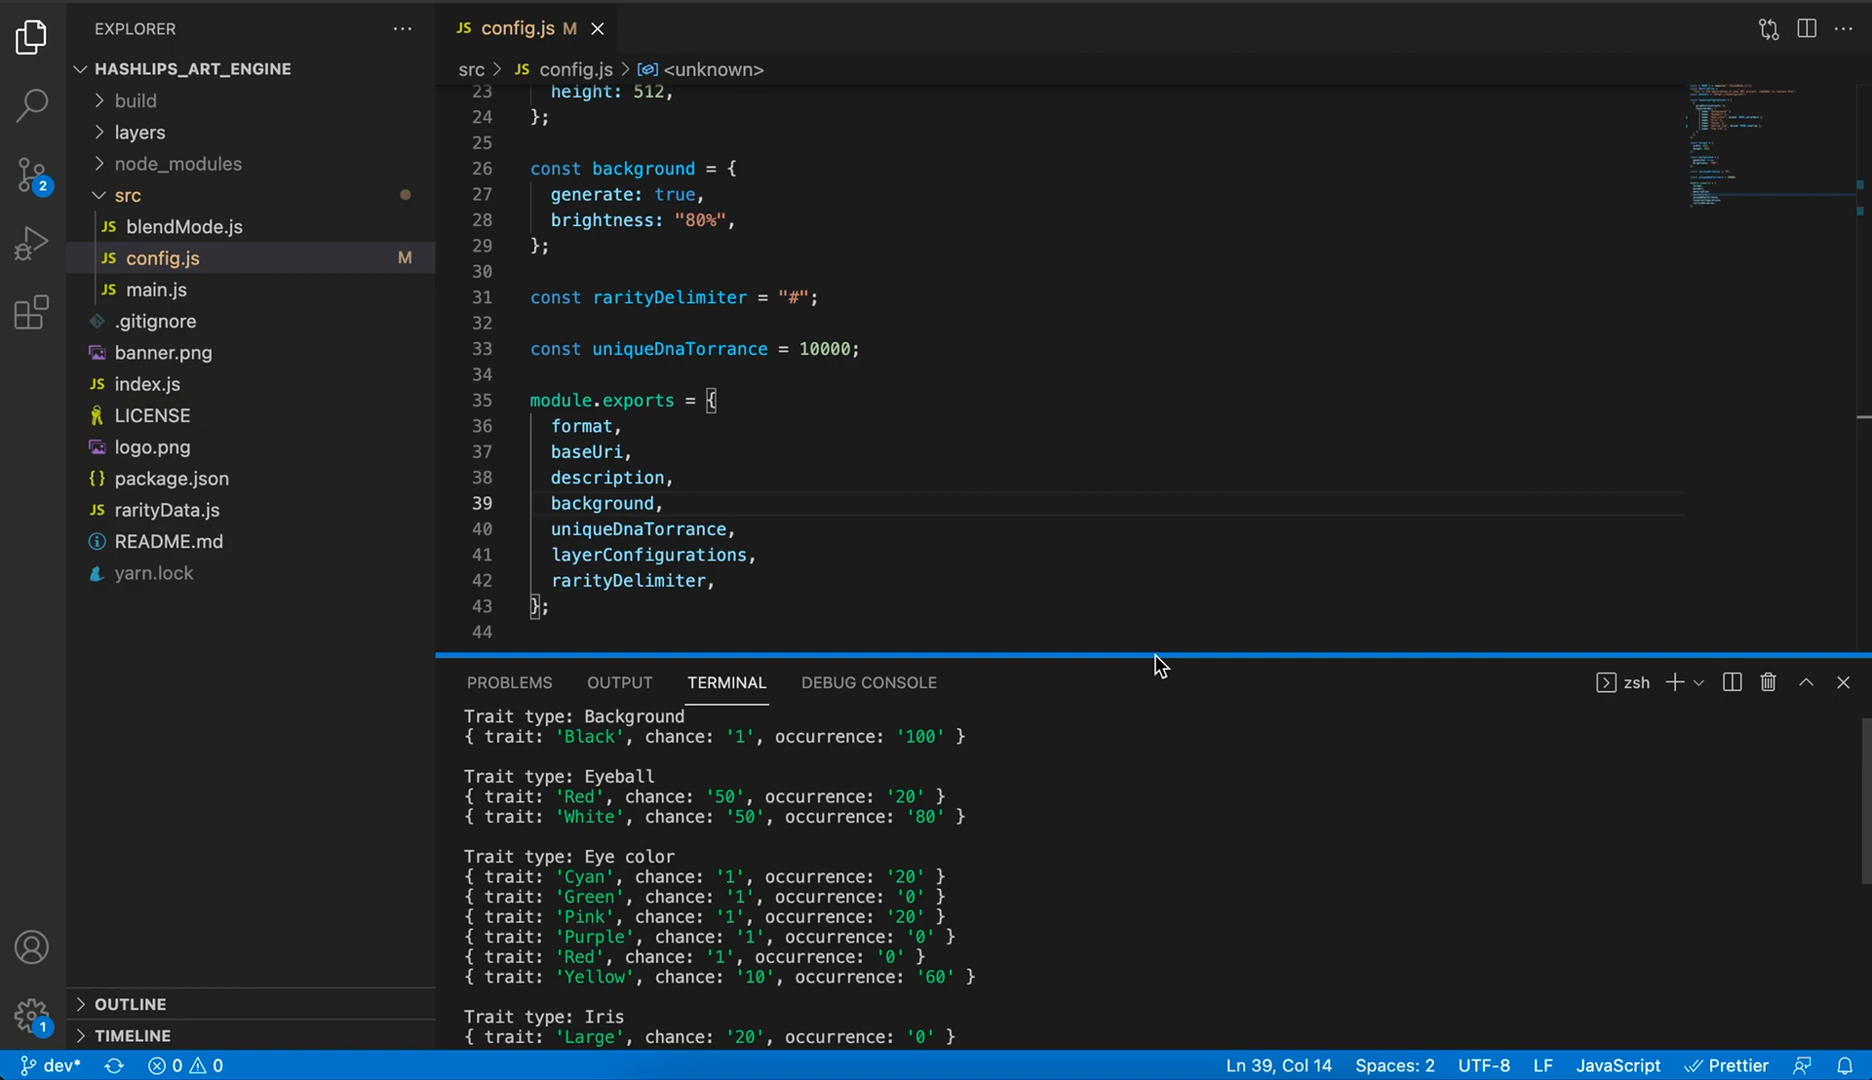 EXPLORER
HASHLIPS_ART_ENGINE
build
layers
node_modules
src
JS blendMode.js
JS config.js M
JS main.js
.gitignore
banner.png
JS index.js
LICENSE
logo.png
{} package.json
JS rarityData.js
README.md
yarn.lock
OUTLINE
TIMELINE
2
1
JS config.js M
src > JS config.js > <unknown>
23 height: 512,
24 };
25
26 const background = {
27 generate: true,
28 brightness: "80%",
29 };
30
31 const rarityDelimiter = "#";
32
33 const uniqueDnaTorrance = 10000;
34
35 module.exports = {
36 format,
37 baseUri,
38 description,
39 background,
40 uniqueDnaTorrance,
41 layerConfigurations,
42 rarityDelimiter,
43 };
44
PROBLEMS OUTPUT TERMINAL DEBUG CONSOLE zsh
Trait type: Background
{ trait: 'Black', chance: '1', occurrence: '100' }
Trait type: Eyeball
{ trait: 'Red', chance: '50', occurrence: '20' }
{ trait: 'White', chance: '50', occurrence: '80' }
Trait type: Eye color
{ trait: 'Cyan', chance: '1', occurrence: '20' }
{ trait: 'Green', chance: '1', occurrence: '0' }
{ trait: 'Pink', chance: '1', occurrence: '20' }
{ trait: 'Purple', chance: '1', occurrence: '0' }
{ trait: 'Red', chance: '1', occurrence: '0' }
{ trait: 'Yellow', chance: '10', occurrence: '60' }
Trait type: Iris
{ trait: 'Large', chance: '20', occurrence: '0' }
dev* 0 0 Ln 39, Col 14 Spaces: 2 UTF-8 LF JavaScript Prettier